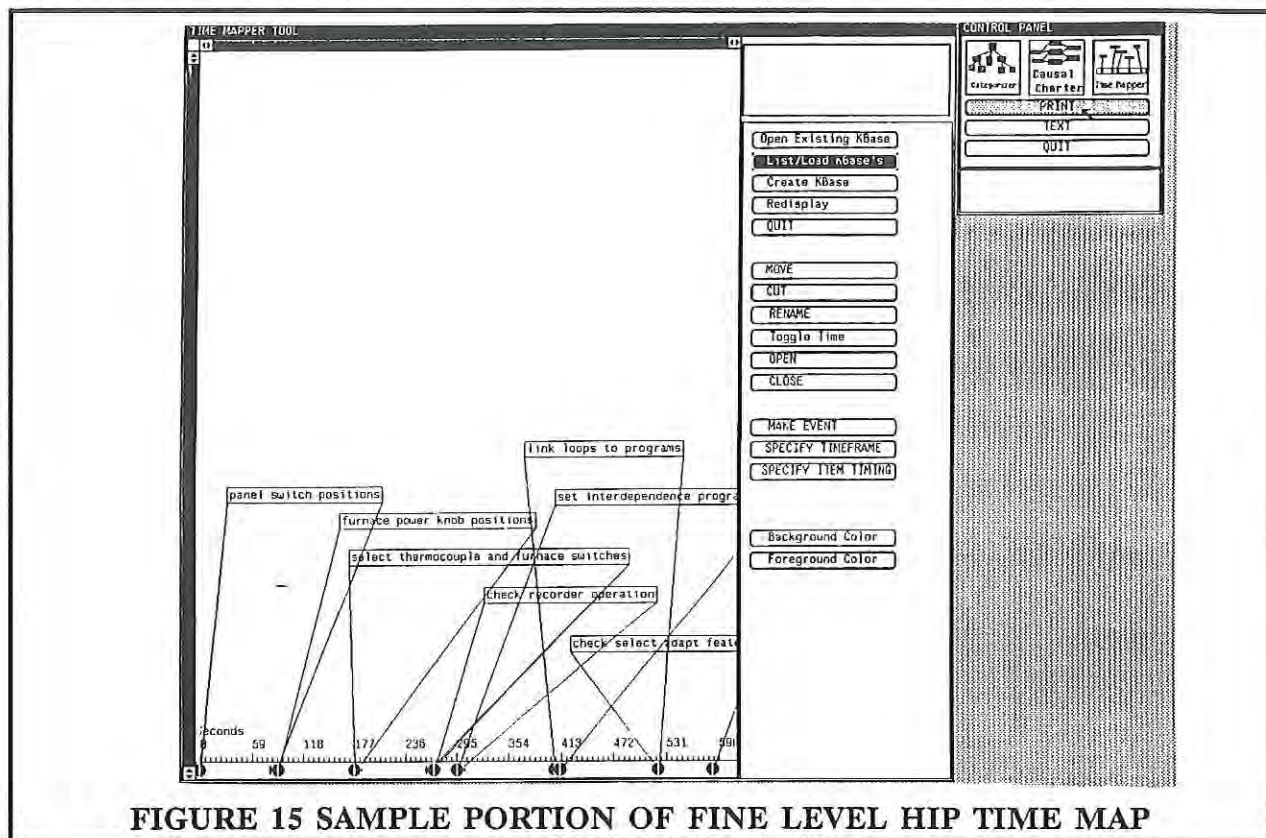 TIME MAPPER TOOL
link loops to programs
panel switch positions
set interdependence progra
furnace power knob positions
select thermocouple and furnace switches
check recorder operation
check select adapt feat
seconds
0 59 118 177 236 295 354 413 472 531 590
Open Existing KBase
List/Load KBase's
Create KBase
Redisplay
QUIT
MOVE
CUT
RENAME
Toggle Time
OPEN
CLOSE
MAKE EVENT
SPECIFY TIMEFRAME
SPECIFY ITEM TIMING
Background Color
Foreground Color
CONTROL PANEL
Categorizer
Causal
Charter
Time Mapper
PRINT
TEXT
QUIT
FIGURE 15 SAMPLE PORTION OF FINE LEVEL HIP TIME MAP